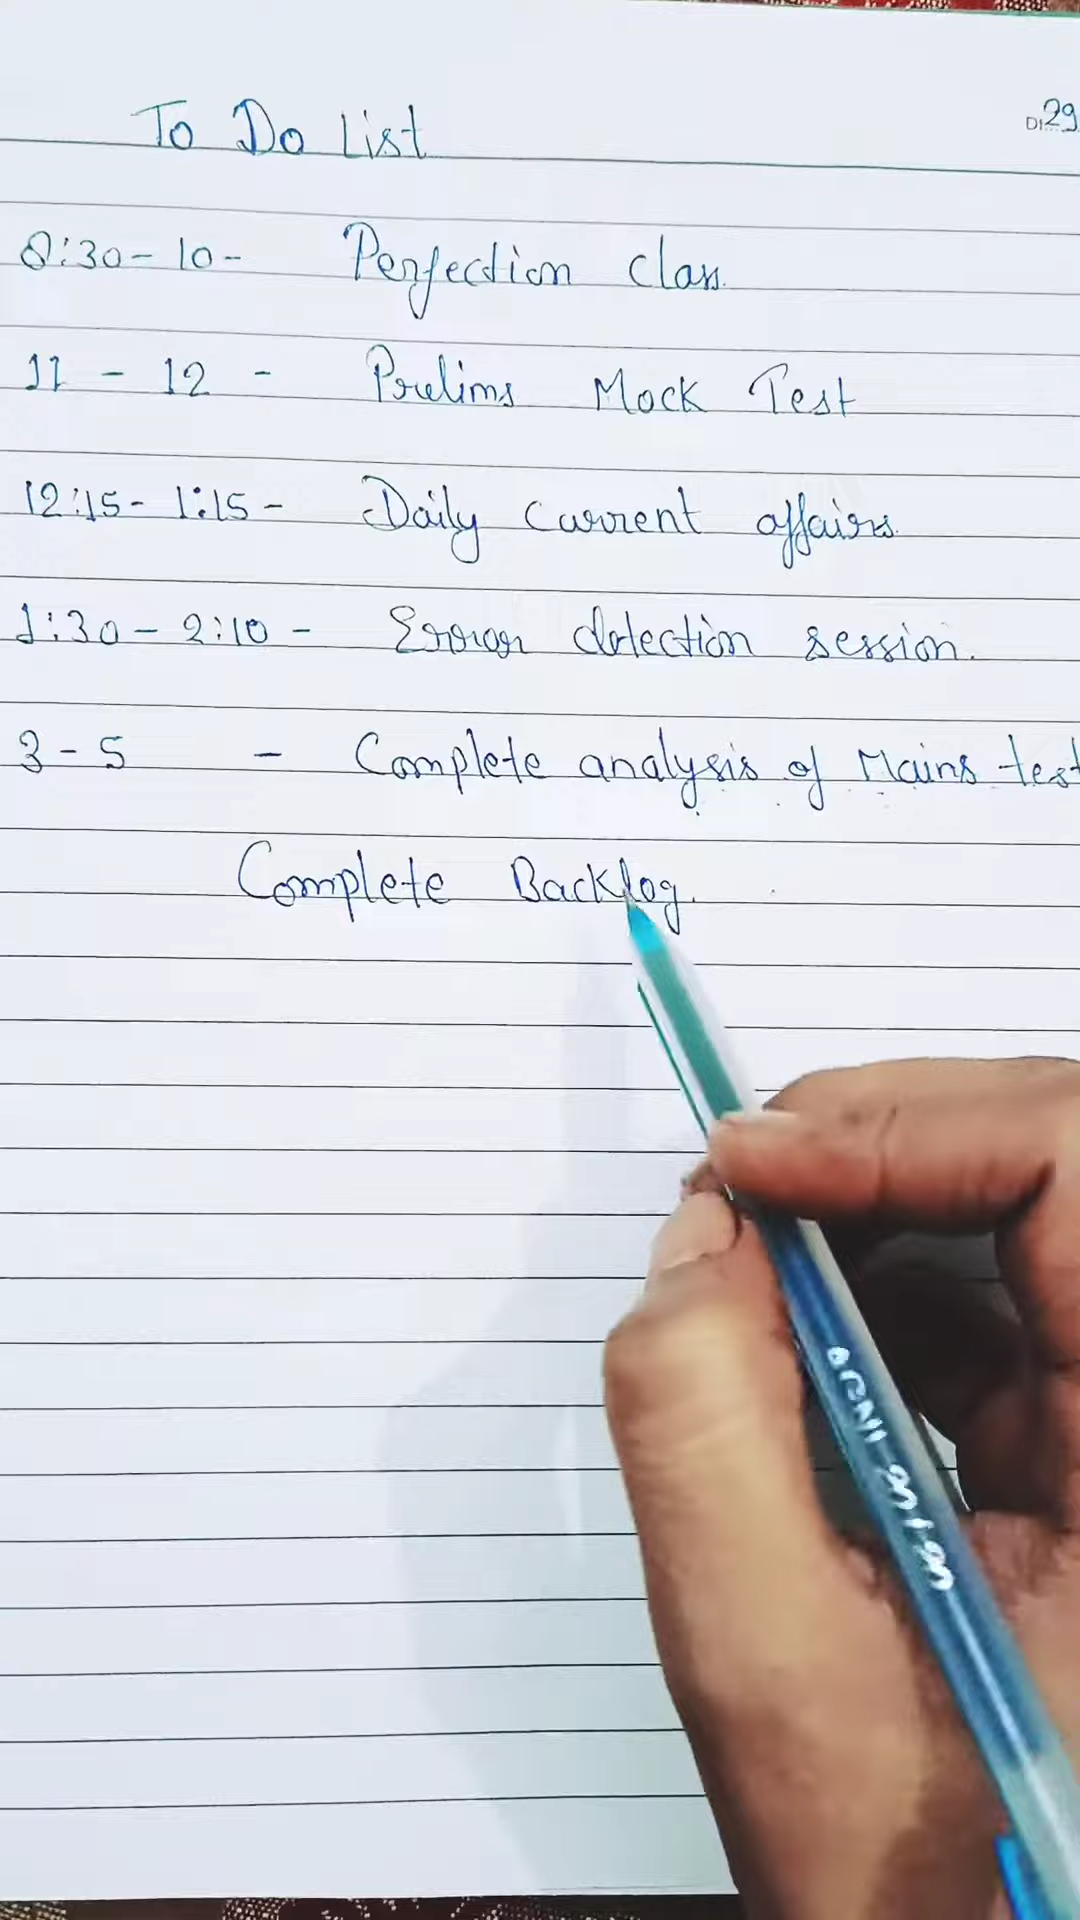 To Do List
Dt.29
8:30 - 10 - Perfection Class.
11 - 12 - Prelims Mock Test
12:15 - 1:15 - Daily Current affairs.
1:30 - 2:10 - Error detection session.
3 - 5 - Complete analysis of Mains test
Complete Backlog.